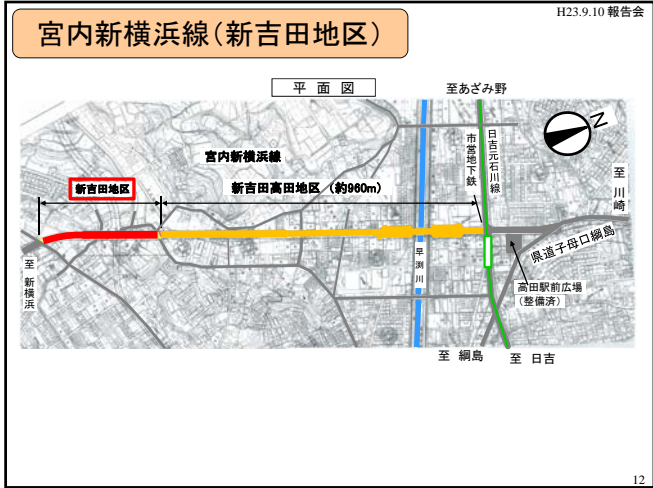 H23.9.10 報告会
宮内新横浜線(新吉田地区)
平 面 図
至あざみ野
宮内新横浜線
市営地下鉄
日吉元石川線
N
至 川崎
新吉田地区
新吉田高田地区 (約960m)
県道子母口綱島
早渕川
高田駅前広場
(整備済)
至 新横浜
至 綱島
至 日吉
12